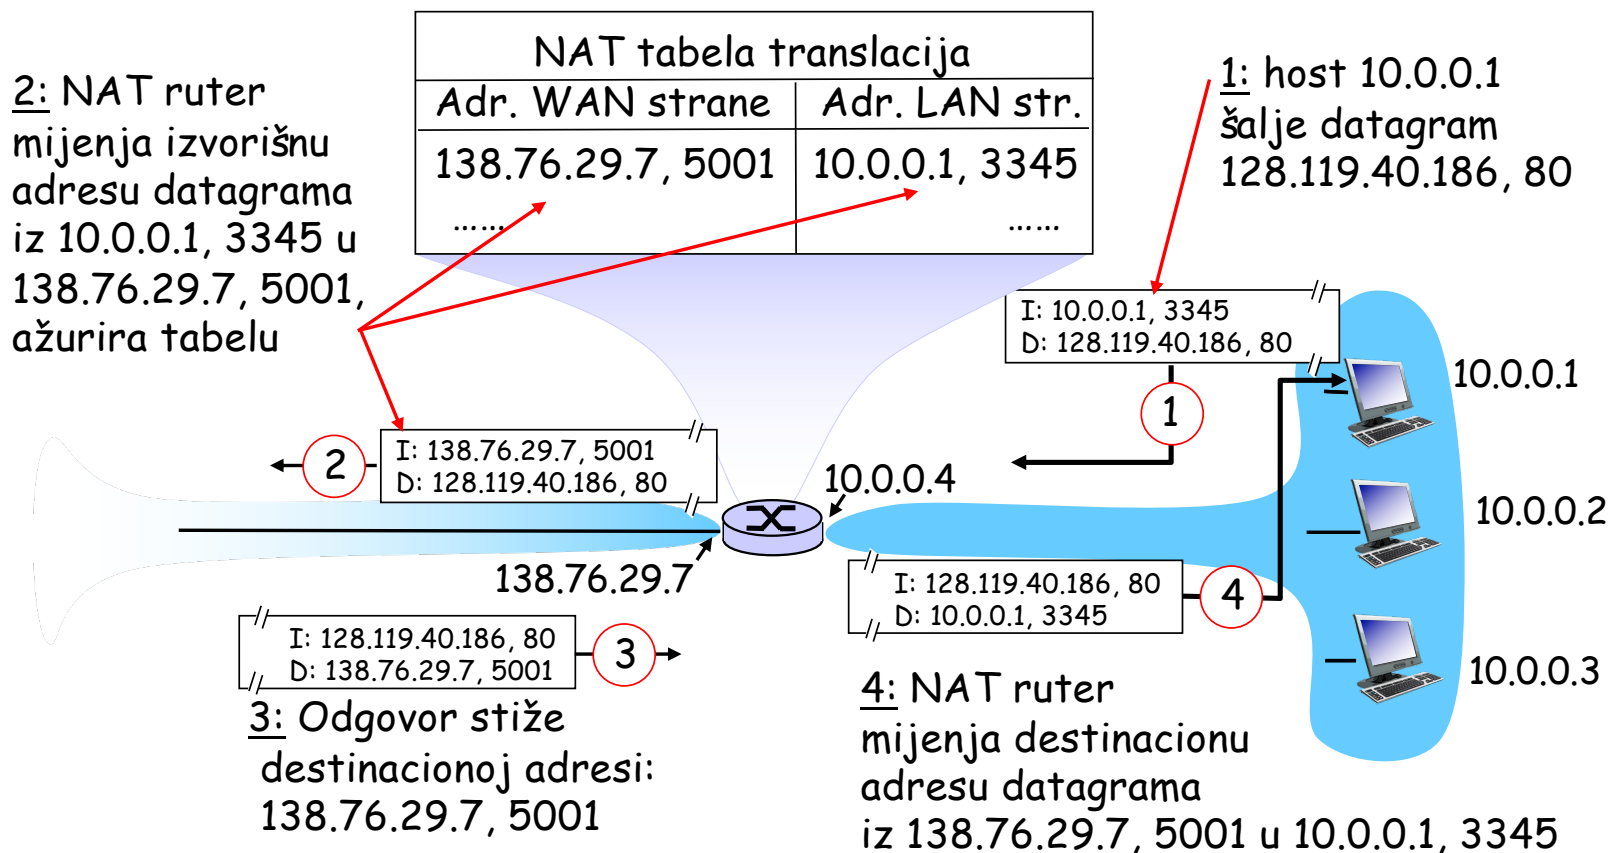 NAT tabela translacija
Adr. WAN strane
Adr. LAN str.
138.76.29.7, 5001
10.0.0.1, 3345
......
......
2: NAT ruter
mijenja izvorišnu
adresu datagrama
iz 10.0.0.1, 3345 u
138.76.29.7, 5001,
ažurira tabelu
1: host 10.0.0.1
šalje datagram
128.119.40.186, 80
I: 10.0.0.1, 3345
D: 128.119.40.186, 80
1
10.0.0.1
I: 138.76.29.7, 5001
D: 128.119.40.186, 80
2
10.0.0.4
10.0.0.2
138.76.29.7
I: 128.119.40.186, 80
D: 10.0.0.1, 3345
4
I: 128.119.40.186, 80
D: 138.76.29.7, 5001
3
10.0.0.3
3: Odgovor stiže
destinacionoj adresi:
138.76.29.7, 5001
4: NAT ruter
mijenja destinacionu
adresu datagrama
iz 138.76.29.7, 5001 u 10.0.0.1, 3345